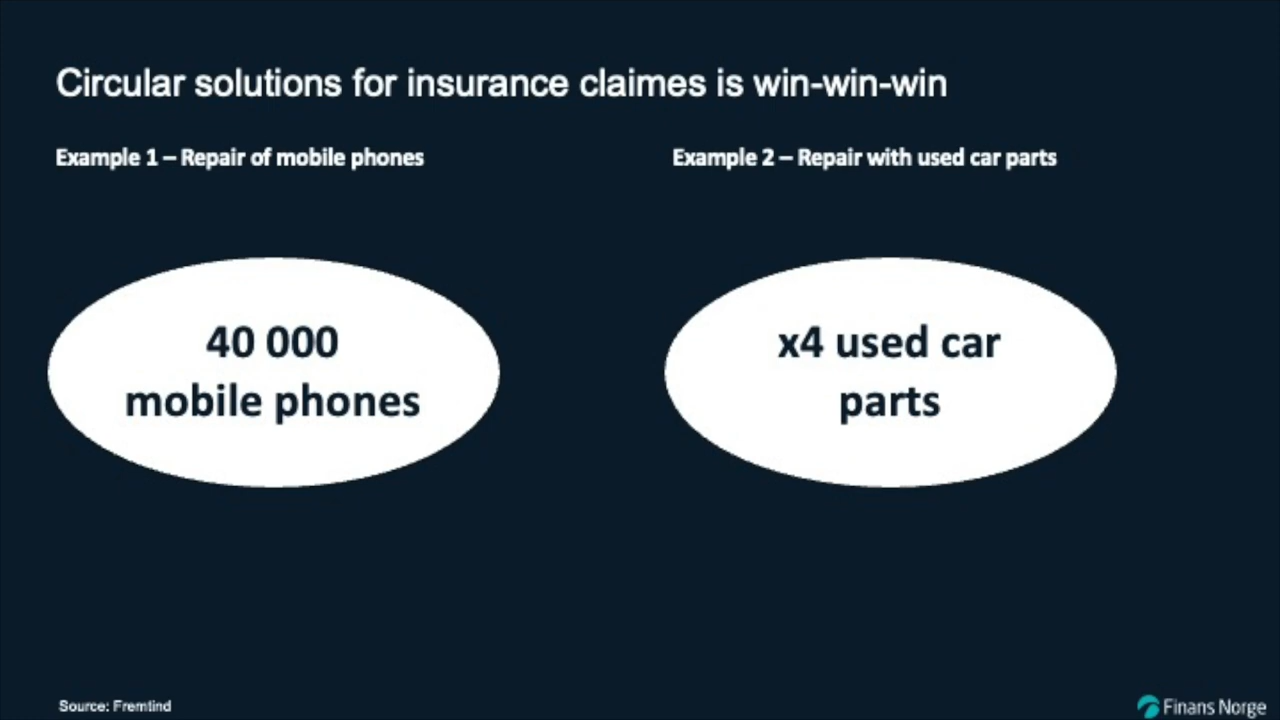 Circular solutions for insurance claimes is win-win-win
Example 1 – Repair of mobile phones
Example 2 – Repair with used car parts
40 000
mobile phones
x4 used car
parts
Source: Fremtind
Finans Norge